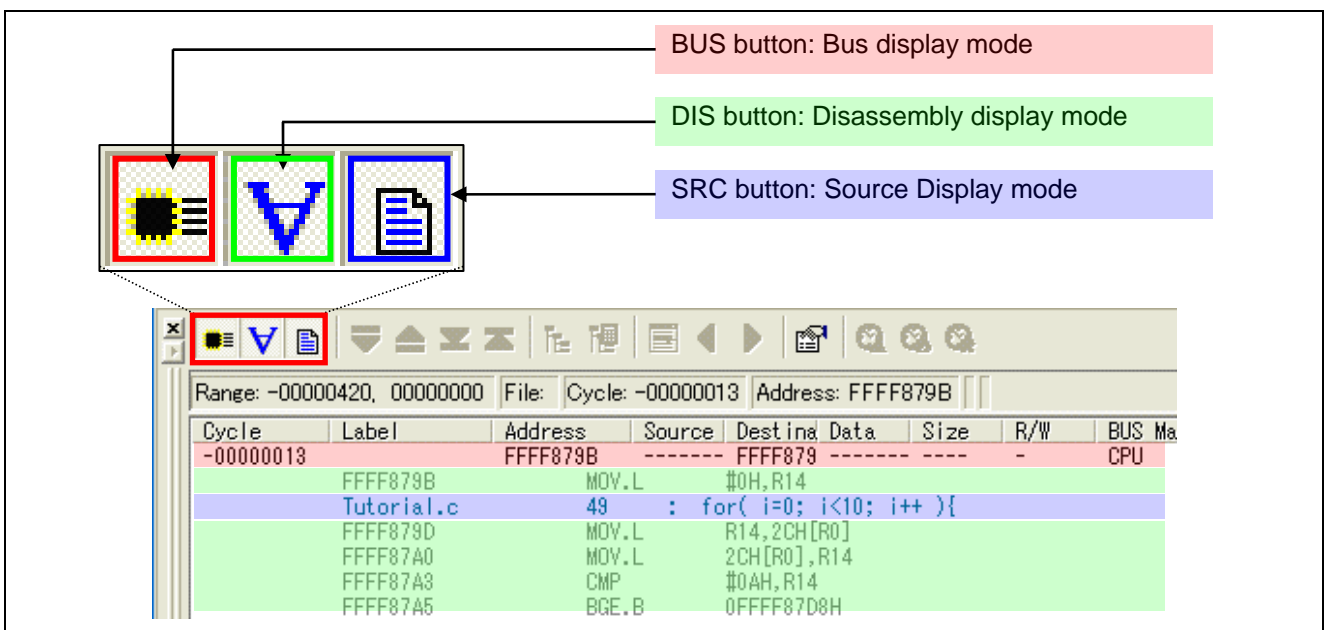 BUS button: Bus display mode
DIS button: Disassembly display mode
SRC button: Source Display mode
Range: -00000420, 00000000 File: Cycle: -00000013 Address: FFFF879B
Cycle Label Address Source Destina Data Size R/W BUS Ma
-00000013 FFFF879B ------- FFFF879 ------- ---- - CPU
FFFF879B MOV.L #0H,R14
Tutorial.c 49 : for( i=0; i<10; i++ ){
FFFF879D MOV.L R14,2CH[R0]
FFFF87A0 MOV.L 2CH[R0],R14
FFFF87A3 CMP #0AH,R14
FFFF87A5 BGE.B 0FFFF87D8H